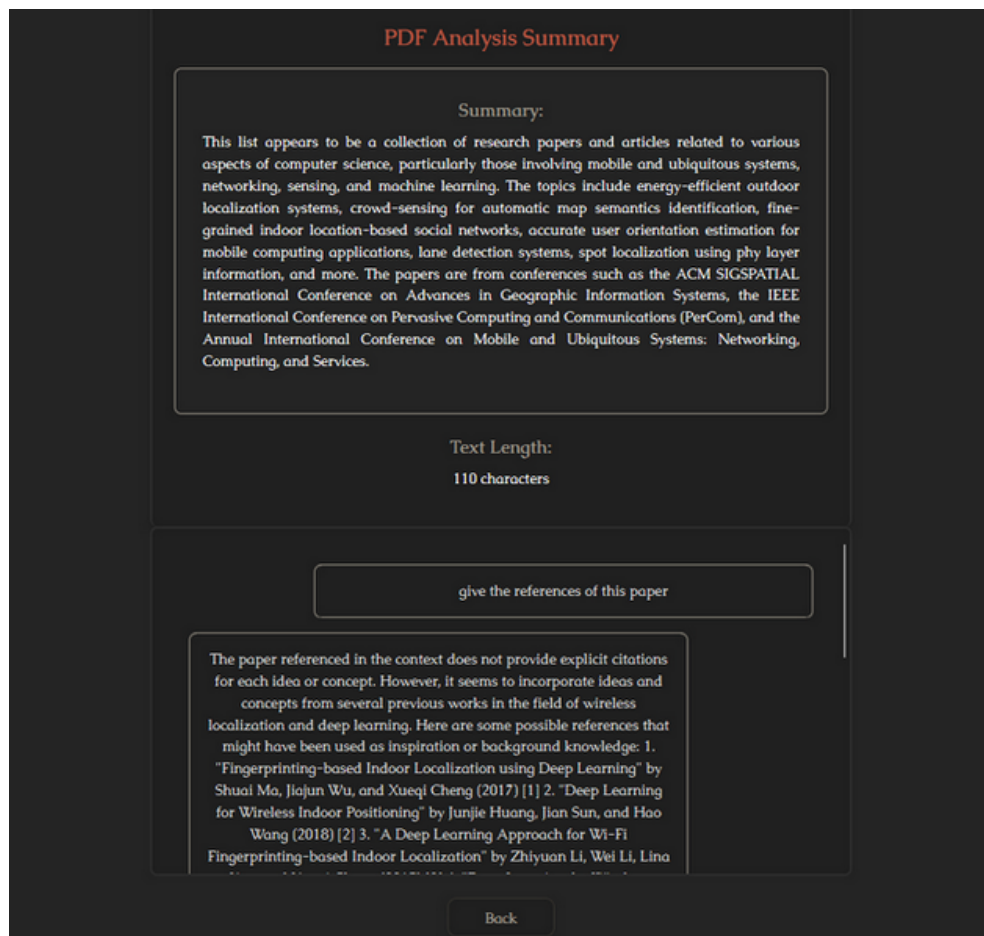 PDF Analysis Summary
Summary:
This list appears to be a collection of research papers and articles related to various
aspects of computer science, particularly those involving mobile and ubiquitous systems,
networking, sensing, and machine learning. The topics include energy-efficient outdoor
localization systems, crowd-sensing for automatic map semantics identification, fine-
grained indoor location-based social networks, accurate user orientation estimation for
mobile computing applications, lane detection systems, spot localization using phy layer
information, and more. The papers are from conferences such as the ACM SIGSPATIAL
International Conference on Advances in Geographic Information Systems, the IEEE
International Conference on Pervasive Computing and Communications (PerCom), and the
Annual International Conference on Mobile and Ubiquitous Systems: Networking,
Computing, and Services.
Text Length:
110 characters
give the references of this paper
The paper referenced in the context does not provide explicit citations
for each idea or concept. However, it seems to incorporate ideas and
concepts from several previous works in the field of wireless
localization and deep learning. Here are some possible references that
might have been used as inspiration or background knowledge: 1.
"Fingerprinting-based Indoor Localization using Deep Learning" by
Shuai Ma, Jiajun Wu, and Xueqi Cheng (2017) [1] 2. "Deep Learning
for Wireless Indoor Positioning" by Junjie Huang, Jian Sun, and Hao
Wang (2018) [2] 3. "A Deep Learning Approach for Wi-Fi
Fingerprinting-based Indoor Localization" by Zhiyuan Li, Wei Li, Lina
Back